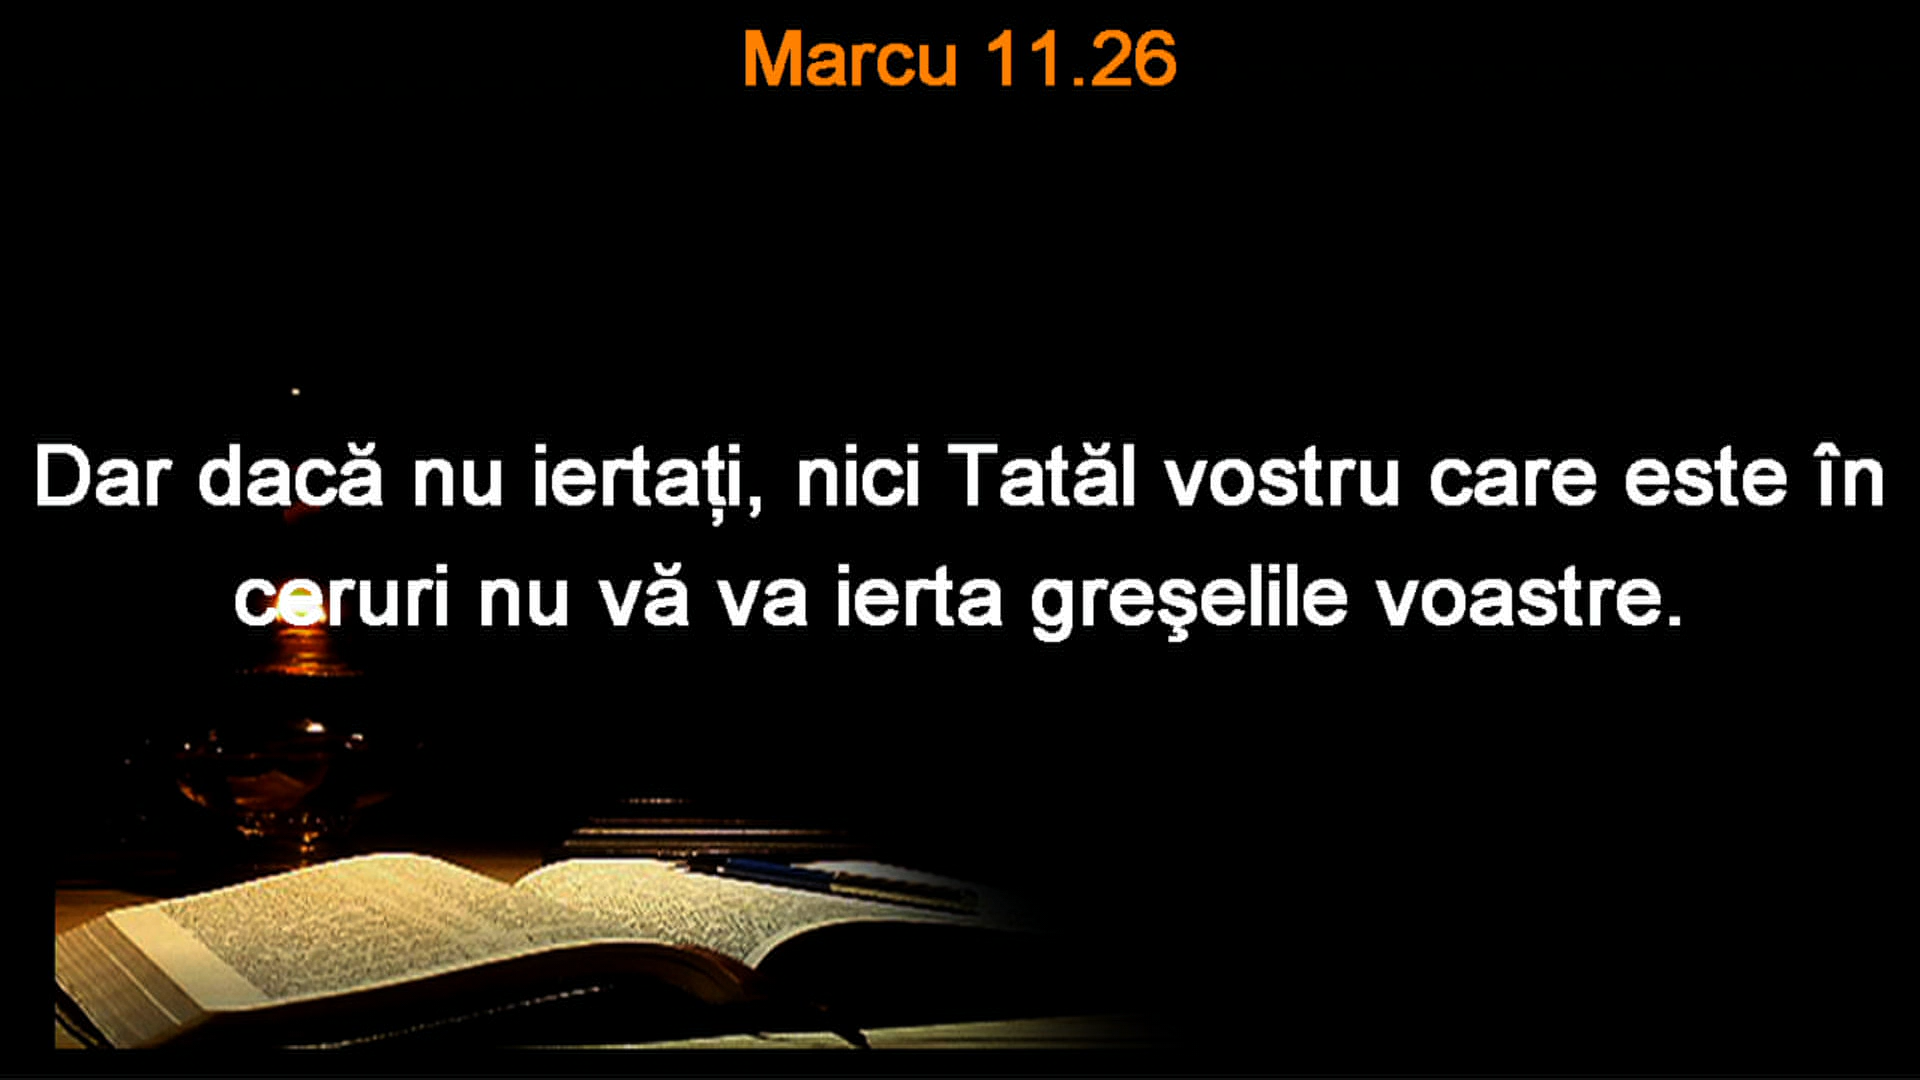 Marcu 11.26
Dar dacă nu iertaţi, nici Tatăl vostru care este în
ceruri nu vă va ierta greşelile voastre.